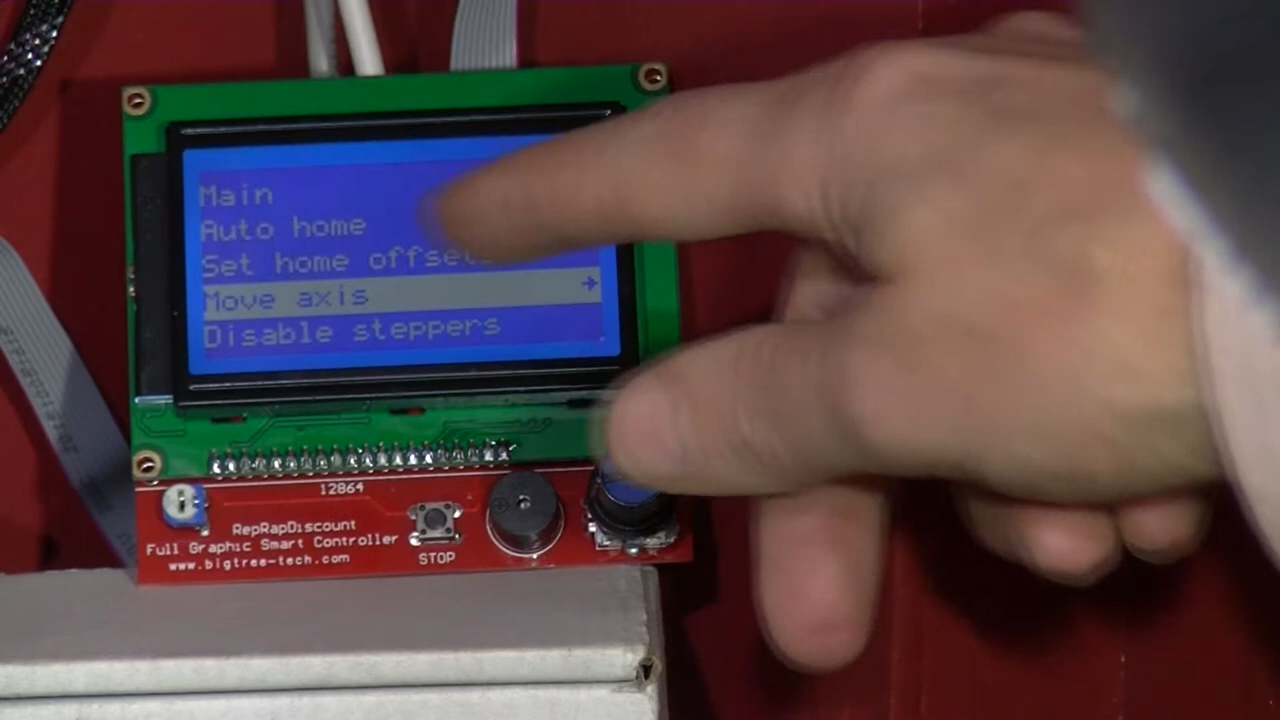 Main
Auto home
Set home offsets
Move axis
Disable steppers
12864
RepRapDiscount
Full Graphic Smart Controller
www.bigtree-tech.com
STOP